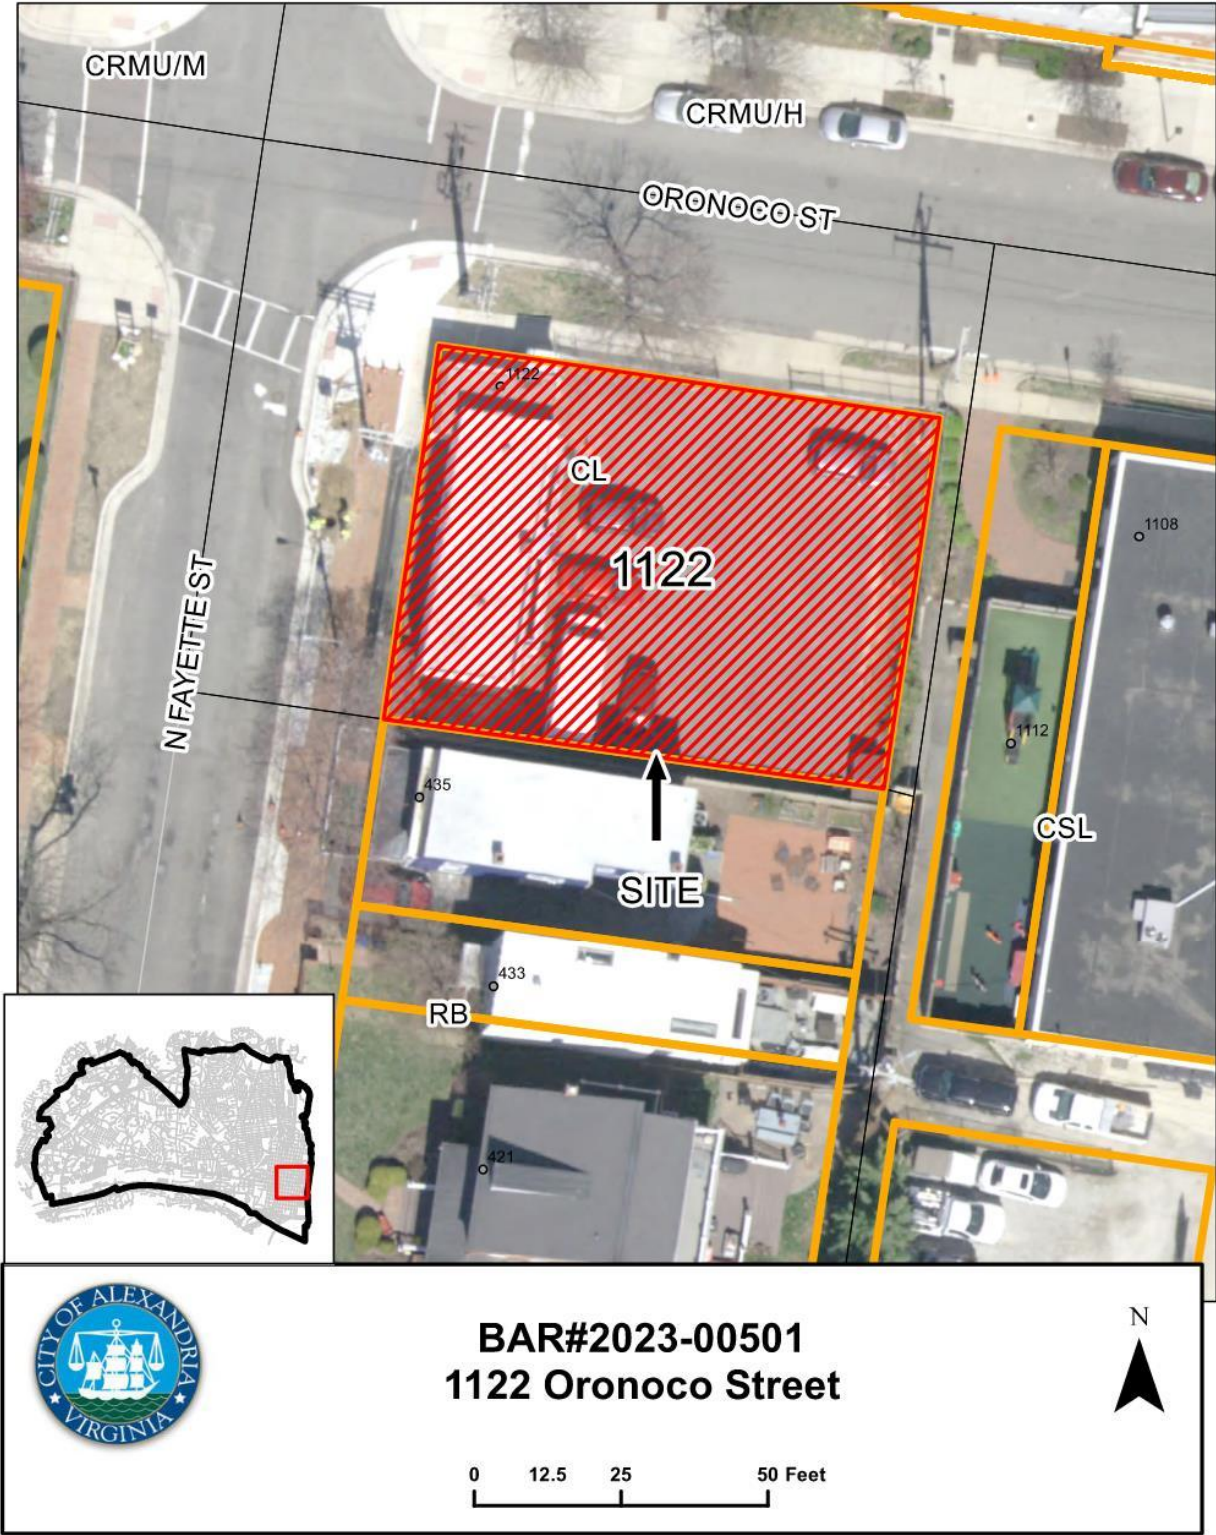 CRMU/M
CRMU/H
ORONOCO ST
1122
CL
1122
1108
N FAYETTE ST
1112
435
CSL
SITE
433
RB
421
CITY OF ALEXANDRIA
VIRGINIA
BAR#2023-00501
1122 Oronoco Street
N
0 12.5 25 50 Feet